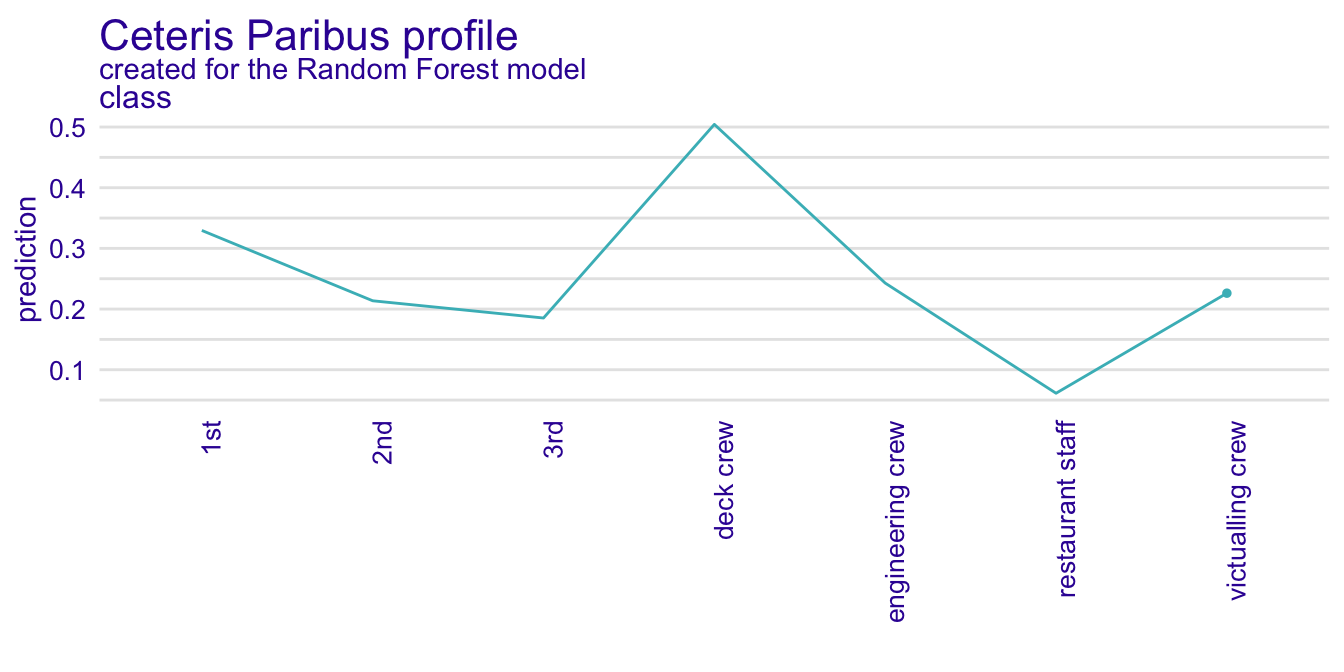 Ceteris Paribus profile
created for the Random Forest model
class
prediction
0.5
0.4
0.3
0.2
0.1
1st
2nd
3rd
deck crew
engineering crew
restaurant staff
victualling crew